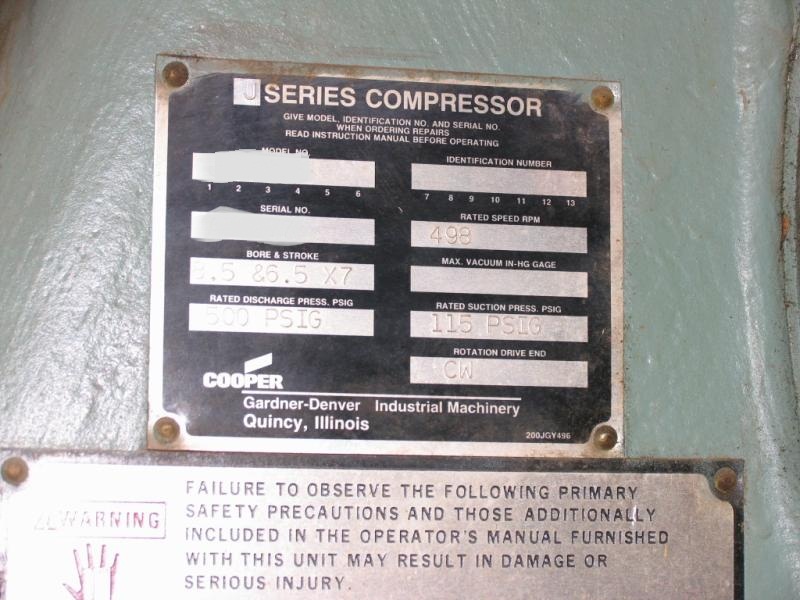 J SERIES COMPRESSOR
GIVE MODEL, IDENTIFICATION NO. AND SERIAL NO.
WHEN ORDERING REPAIRS
READ INSTRUCTION MANUAL BEFORE OPERATING
MODEL NO.
1 2 3 4 5 6
IDENTIFICATION NUMBER
7 8 9 10 11 12 13
SERIAL NO.
RATED SPEED RPM
498
BORE & STROKE
.5 &6.5 X7
MAX. VACUUM IN-HG GAGE
RATED DISCHARGE PRESS. PSIG
500 PSIG
RATED SUCTION PRESS. PSIG
115 PSIG
ROTATION DRIVE END
CW
COOPER
Gardner-Denver Industrial Machinery
Quincy, Illinois
200JGY496
WARNING
FAILURE TO OBSERVE THE FOLLOWING PRIMARY
SAFETY PRECAUTIONS AND THOSE ADDITIONALLY
INCLUDED IN THE OPERATOR'S MANUAL FURNISHED
WITH THIS UNIT MAY RESULT IN DAMAGE OR
SERIOUS INJURY.